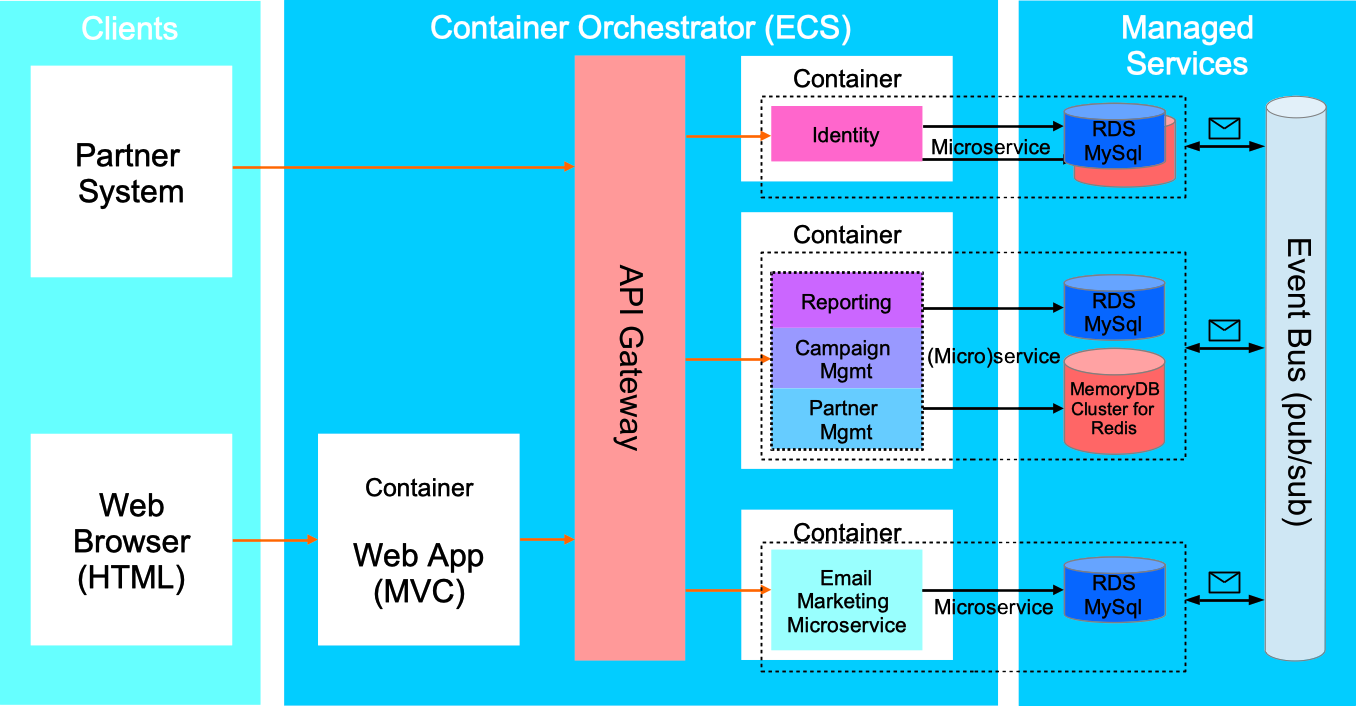 Clients
Container Orchestrator (ECS)
Managed
Services
Partner
System
Web
Browser
(HTML)
Container
Web App
(MVC)
API Gateway
Container
Identity
Microservice
RDS
MySql
Container
Reporting
Campaign
Mgmt
Partner
Mgmt
(Micro)service
RDS
MySql
MemoryDB
Cluster for
Redis
Container
Email
Marketing
Microservice
Microservice
RDS
MySql
Event Bus (pub/sub)